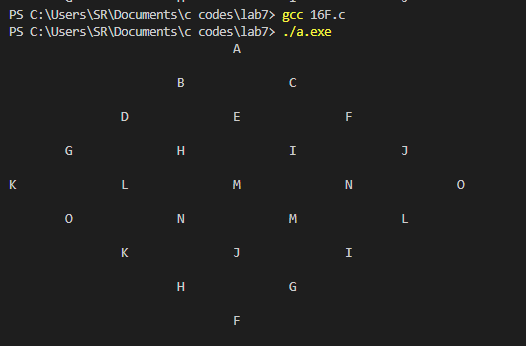 PS C:\Users\SR\Documents\c codes\lab7> gcc 16F.c
PS C:\Users\SR\Documents\c codes\lab7> ./a.exe
A
B C
D E F
G H I J
K L M N O
O N M L
K J I
H G
F